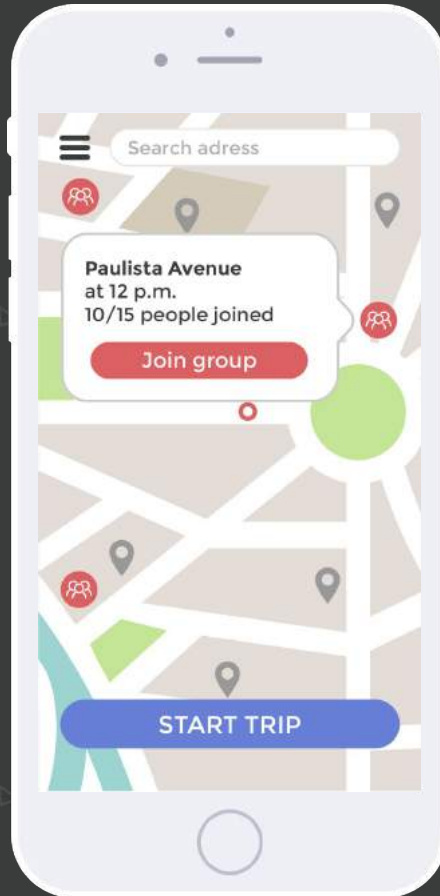 Search adress
Paulista Avenue
at 12 p.m.
10/15 people joined
Join group
START TRIP